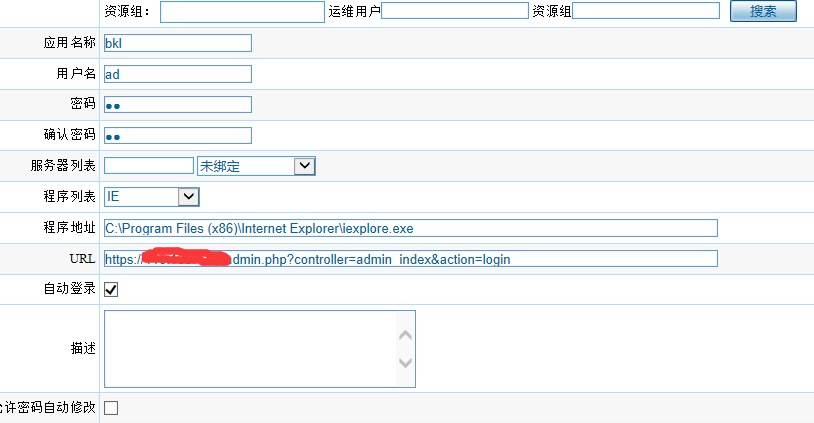 资源组： 运维用户 资源组 搜索
应用名称 bkl
用户名 ad
密码 ●●
确认密码 ●●
服务器列表 未绑定
程序列表 IE
程序地址 C:\Program Files (x86)\Internet Explorer\iexplore.exe
URL https:/ dmin.php?controller=admin_index&action=login
自动登录
描述
许密码自动修改